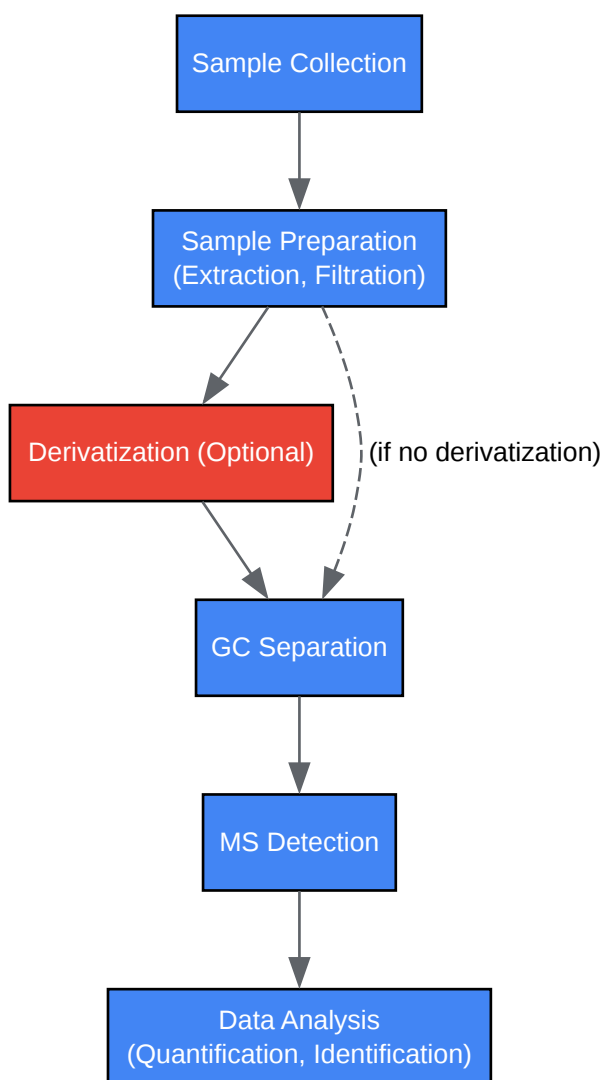 Sample Collection
Sample Preparation
(Extraction, Filtration)
Derivatization (Optional)
(if no derivatization)
GC Separation
MS Detection
Data Analysis
(Quantification, Identification)